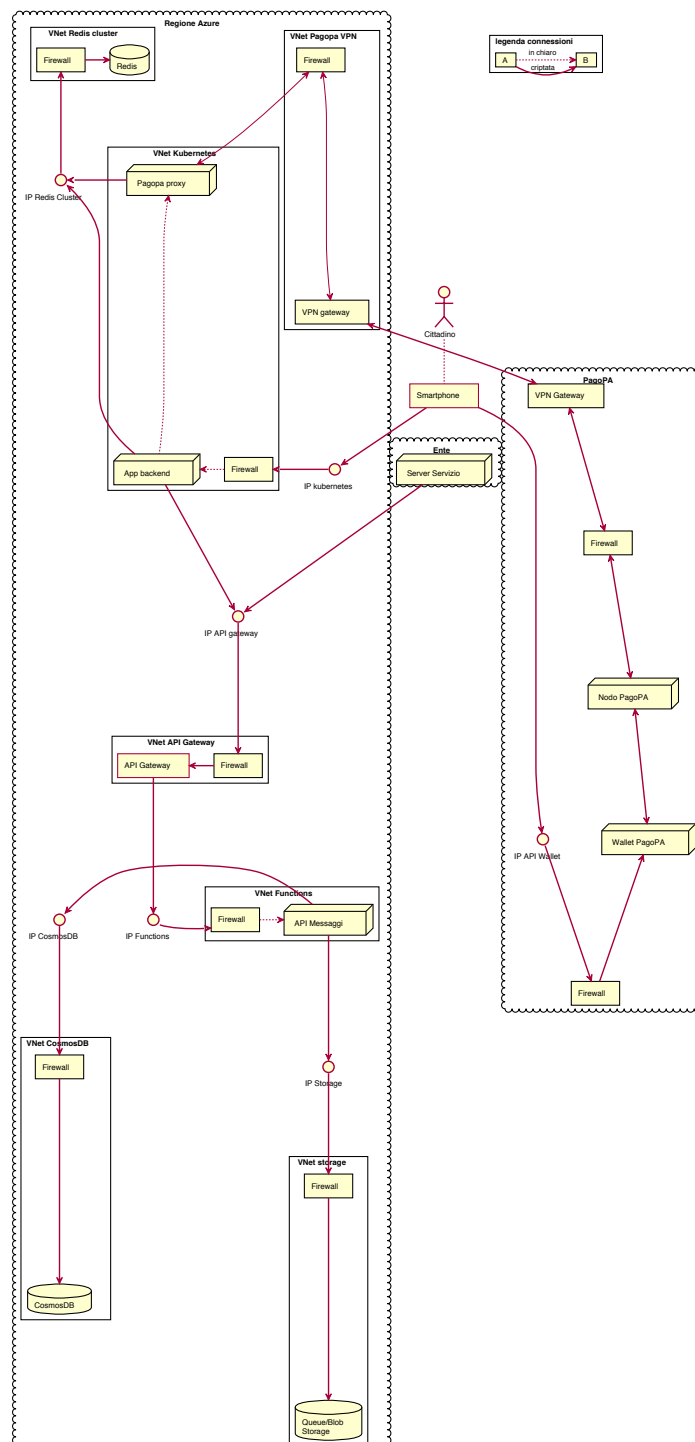 Regione Azure
VNet Redis cluster
Firewall
Redis
VNet Pagopa VPN
Firewall
legenda connessioni
A
in chiaro
criptata
B
VNet Kubernetes
Pagopa proxy
IP Redis Cluster
VPN gateway
Cittadino
PagoPA
Smartphone
VPN Gateway
Ente
App backend
Firewall
IP kubernetes
Server Servizio
Firewall
IP API gateway
Nodo PagoPA
VNet API Gateway
API Gateway
Firewall
Wallet PagoPA
IP API Wallet
VNet Functions
IP CosmosDB
IP Functions
Firewall
API Messaggi
Firewall
VNet CosmosDB
Firewall
IP Storage
VNet storage
Firewall
CosmosDB
Queue/Blob
Storage